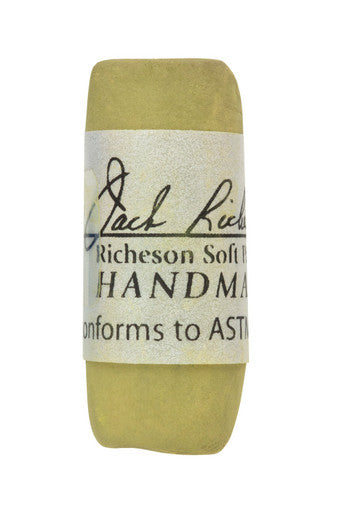 Jack Rich
Richeson Soft P
HANDMA
onforms to ASTM